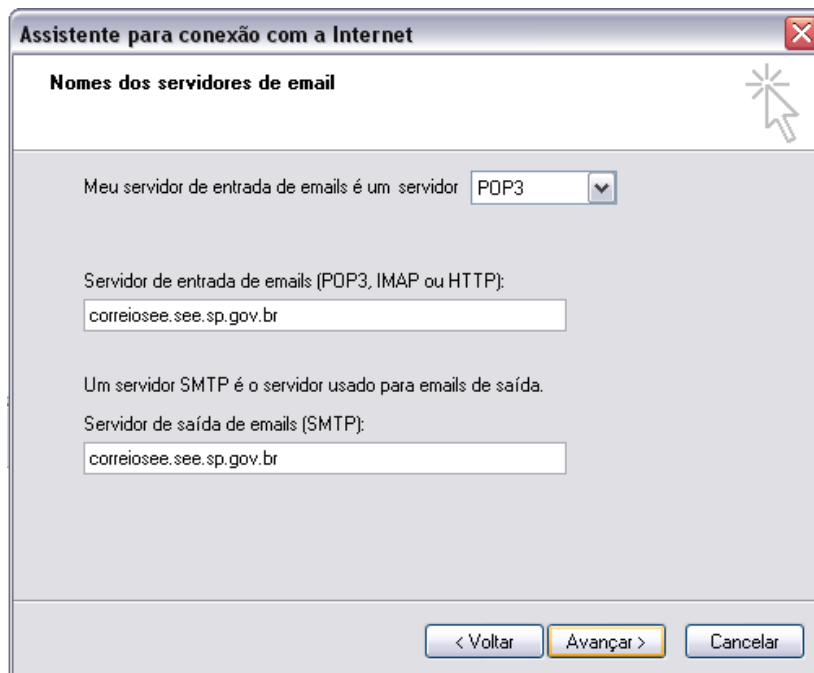 Assistente para conexão com a Internet
Nomes dos servidores de email
Meu servidor de entrada de emails é um servidor POP3
Servidor de entrada de emails (POP3, IMAP ou HTTP):
correiosee.see.sp.gov.br
Um servidor SMTP é o servidor usado para emails de saída.
Servidor de saída de emails (SMTP):
correiosee.see.sp.gov.br
< Voltar Avançar > Cancelar